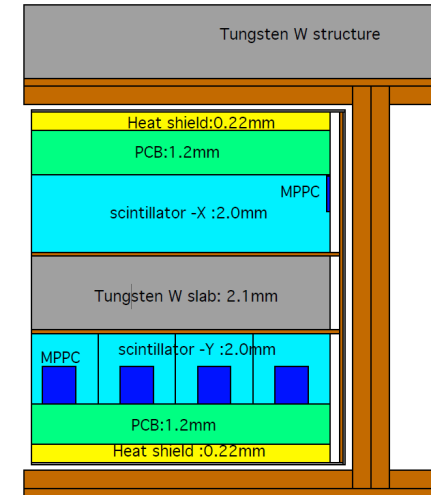 Tungsten W structure
Heat shield:0.22mm
PCB:1.2mm
MPPC
scintillator -X :2.0mm
Tungsten W slab: 2.1mm
scintillator -Y :2.0mm
MPPC
PCB:1.2mm
Heat shield :0.22mm